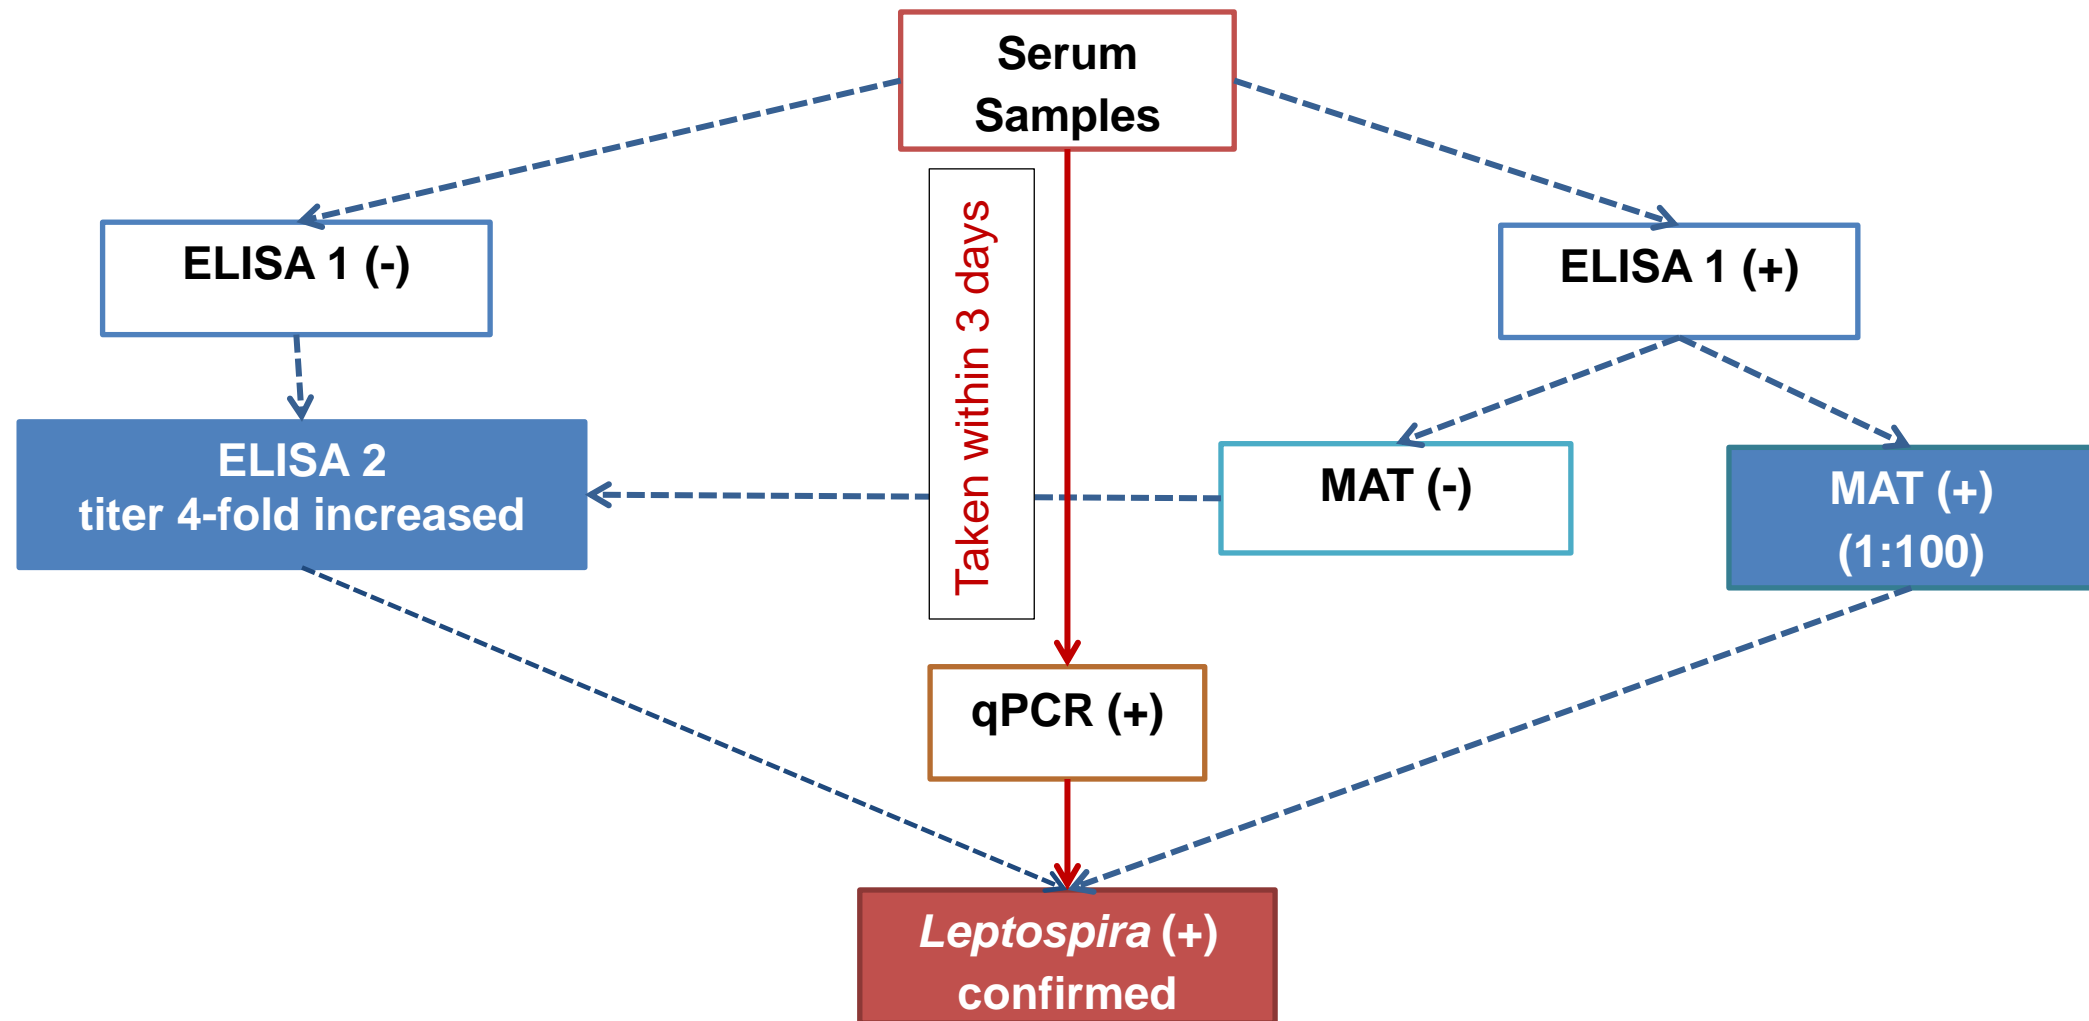 Serum
Samples
Taken within 3 days
ELISA 1 (-)
ELISA 1 (+)
ELISA 2
titer 4-fold increased
MAT (-)
MAT (+)
(1:100)
qPCR (+)
Leptospira (+)
confirmed